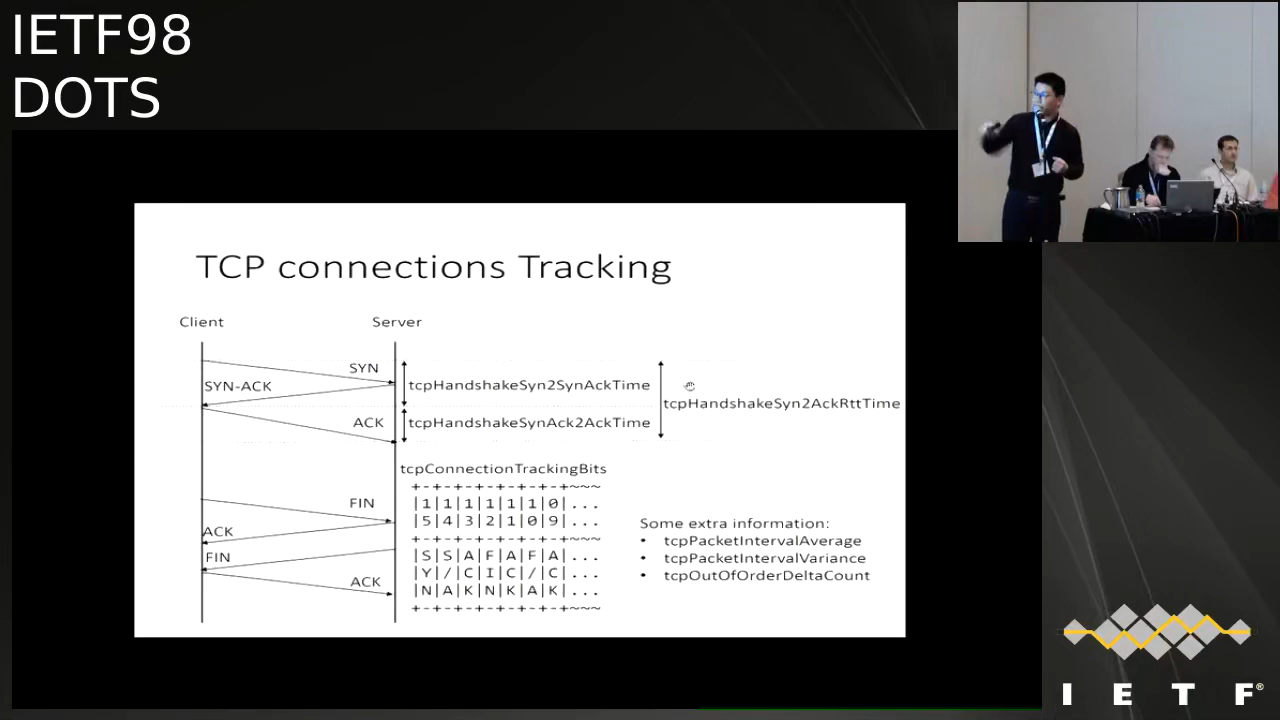 IETF98
DOTS
TCP connections Tracking
Client
Server
SYN
SYN-ACK
tcpHandshakeSyn2SynAckTime
tcpHandshakeSyn2AckRttTime
ACK
tcpHandshakeSynAck2AckTime
tcpConnectionTrackingBits
+-+-+-+-+-+-+-+~~~
|1|1|1|1|1|1|0|...
|5|4|3|2|1|0|9|...
+-+-+-+-+-+-+-+~~~
|S|S|A|F|A|F|A|...
|Y|/|C|I|C|/|C|...
|N|A|K|N|K|A|K|...
+-+-+-+-+-+-+-+~~~
FIN
ACK
FIN
ACK
Some extra information:
• tcpPacketIntervalAverage
• tcpPacketIntervalVariance
• tcpOutOfOrderDeltaCount
I E T F®